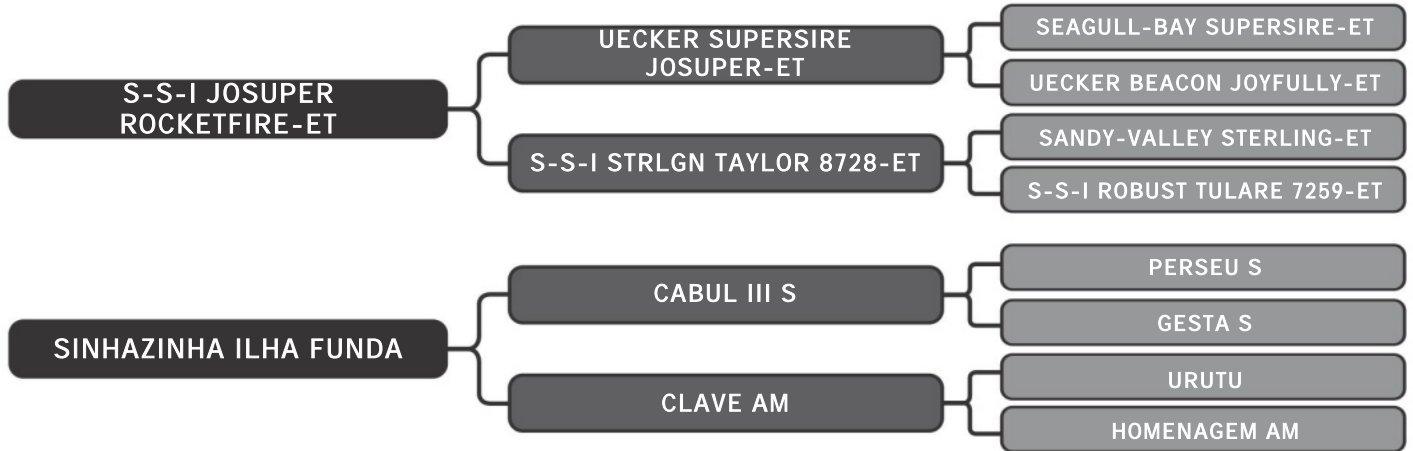 S-S-I JOSUPER
ROCKETFIRE-ET
UECKER SUPERSIRE
JOSUPER-ET
SEAGULL-BAY SUPERSIRE-ET
UECKER BEACON JOYFULLY-ET
S-S-I STRLGN TAYLOR 8728-ET
SANDY-VALLEY STERLING-ET
S-S-I ROBUST TULARE 7259-ET
SINHAZINHA ILHA FUNDA
CABUL III S
PERSEU S
GESTA S
CLAVE AM
URUTU
HOMENAGEM AM